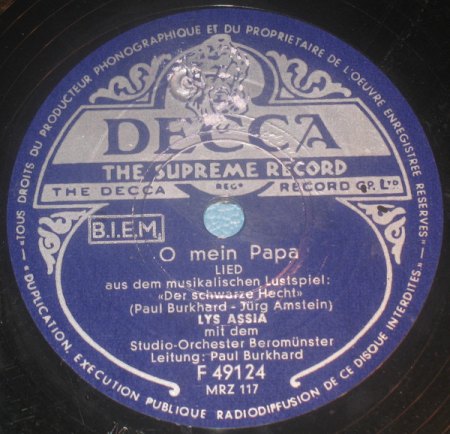 «TOUS DROITS DU PRODUCTEUR PHONOGRAPHIQUE ET DU PROPRIETAIRE DE L'OEUVRE ENREGISTREE RESERVES»
DECCA
THE SUPREME RECORD
THE DECCA REGD RECORD CO. LTD
B.I.E.M.
O mein Papa
LIED
aus dem musikalischen Lustspiel:
«Der schwarze Hecht»
(Paul Burkhard - Jürg Amstein)
LYS ASSIA
mit dem
Studio-Orchester Beromünster
Leitung: Paul Burkhard
F 49124
MRZ 117
«DUPLICATION, EXECUTION PUBLIQUE RADIODIFFUSION DE CE DISQUE INTERDITES»